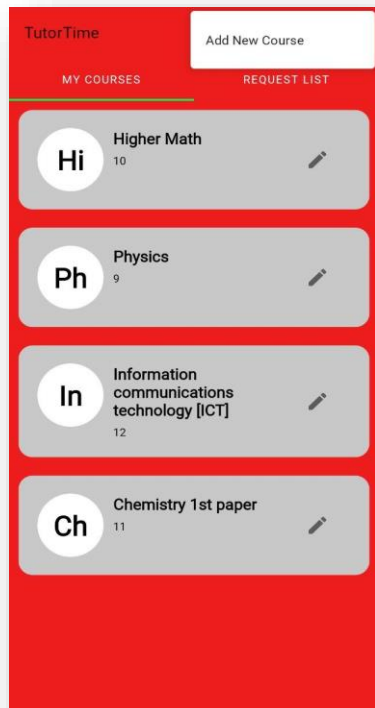 TutorTime
Add New Course
MY COURSES
REQUEST LIST
Hi
Higher Math
10
Ph
Physics
9
In
Information
communications
technology [ICT]
12
Ch
Chemistry 1st paper
11